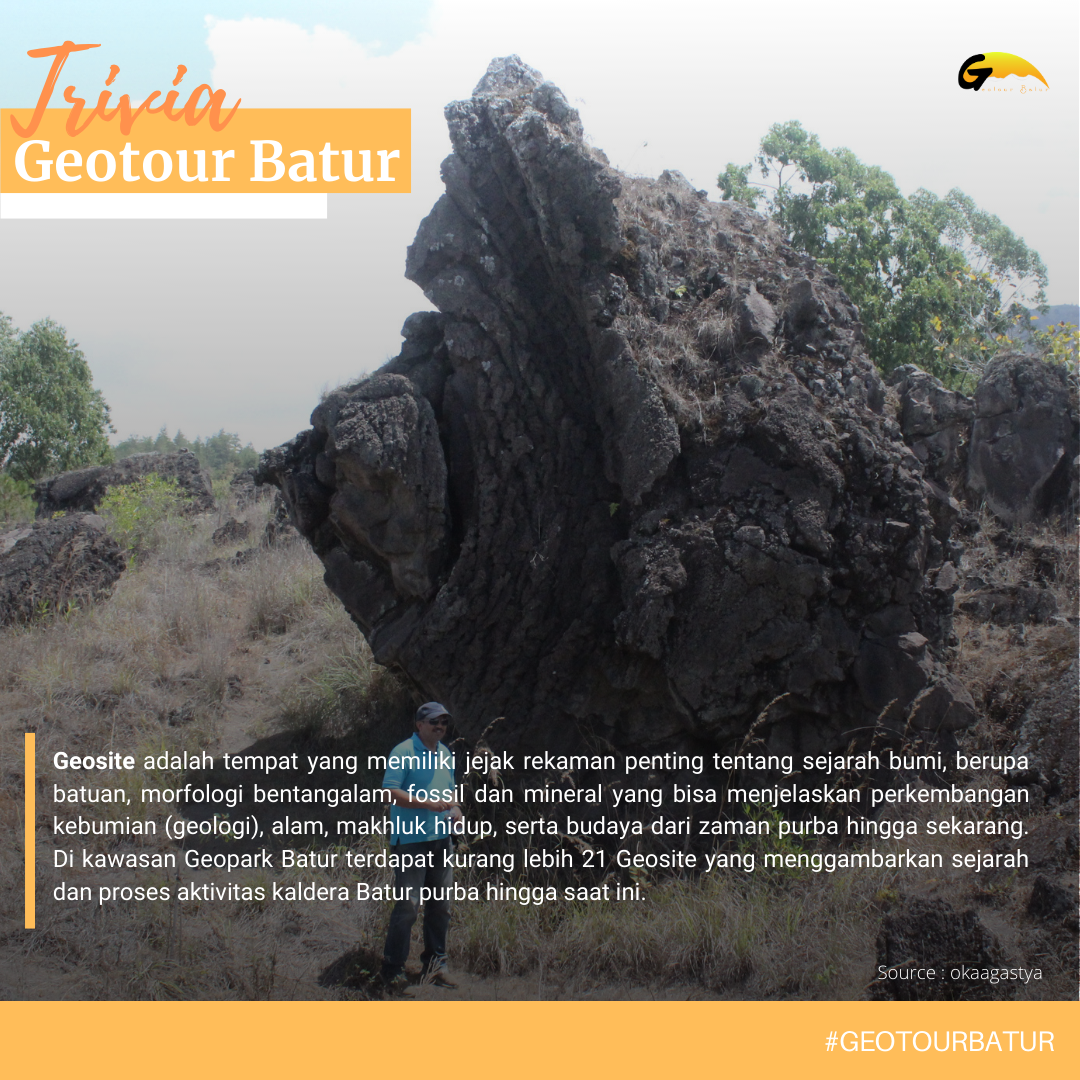 Trivia
Geotour Batur
Geotour Batur
Geosite adalah tempat yang memiliki jejak rekaman penting tentang sejarah bumi, berupa
batuan, morfologi bentangalam, fossil dan mineral yang bisa menjelaskan perkembangan
kebumian (geologi), alam, makhluk hidup, serta budaya dari zaman purba hingga sekarang.
Di kawasan Geopark Batur terdapat kurang lebih 21 Geosite yang menggambarkan sejarah
dan proses aktivitas kaldera Batur purba hingga saat ini.
Source : okaagastya
#GEOTOURBATUR